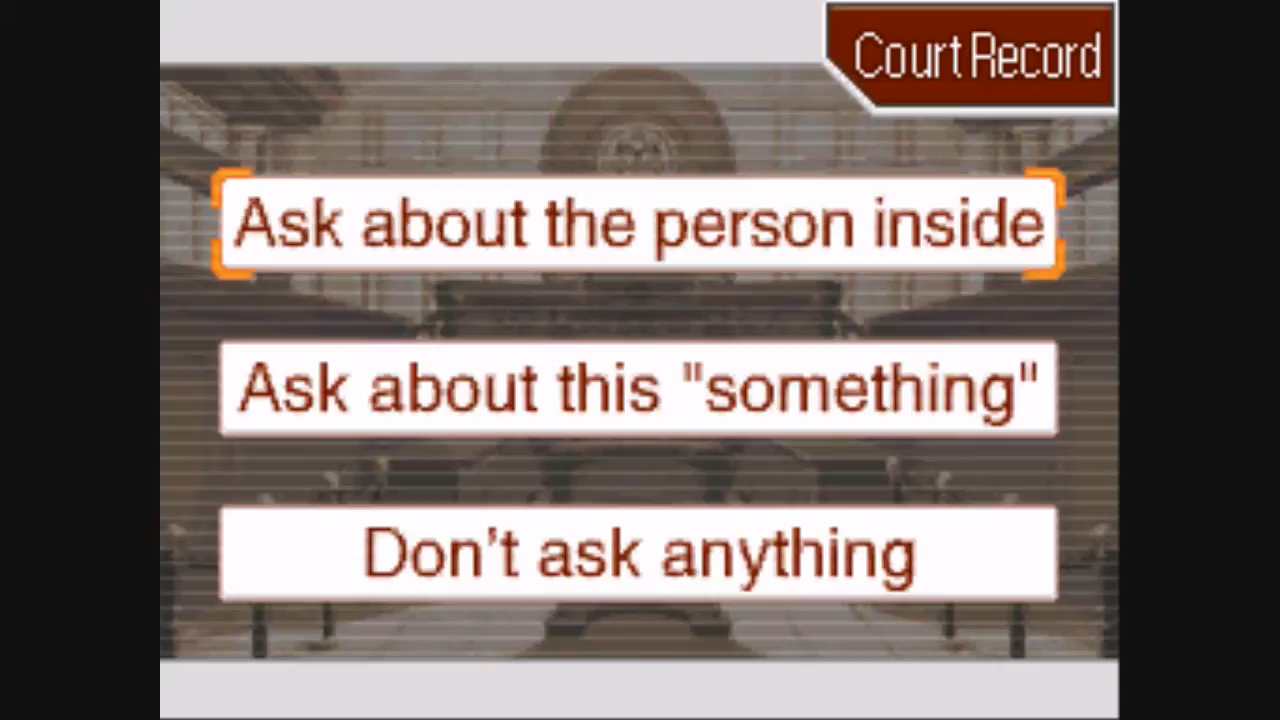 Court Record
Ask about the person inside
Ask about this "something"
Don't ask anything